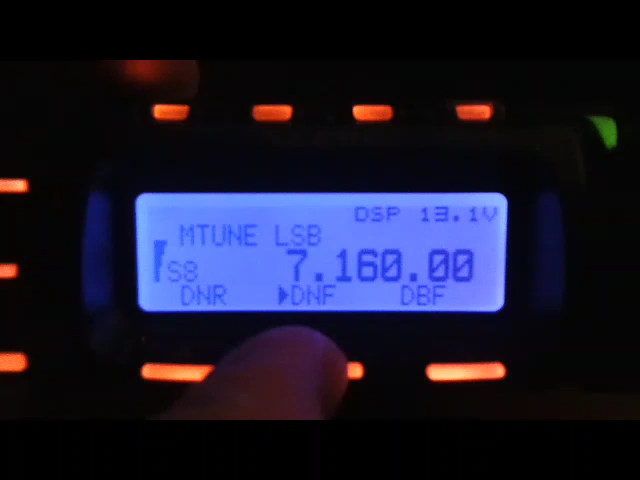 DSP 13.1V
MTUNE LSB
S8 7.160.00
DNR ▶DNF DBF